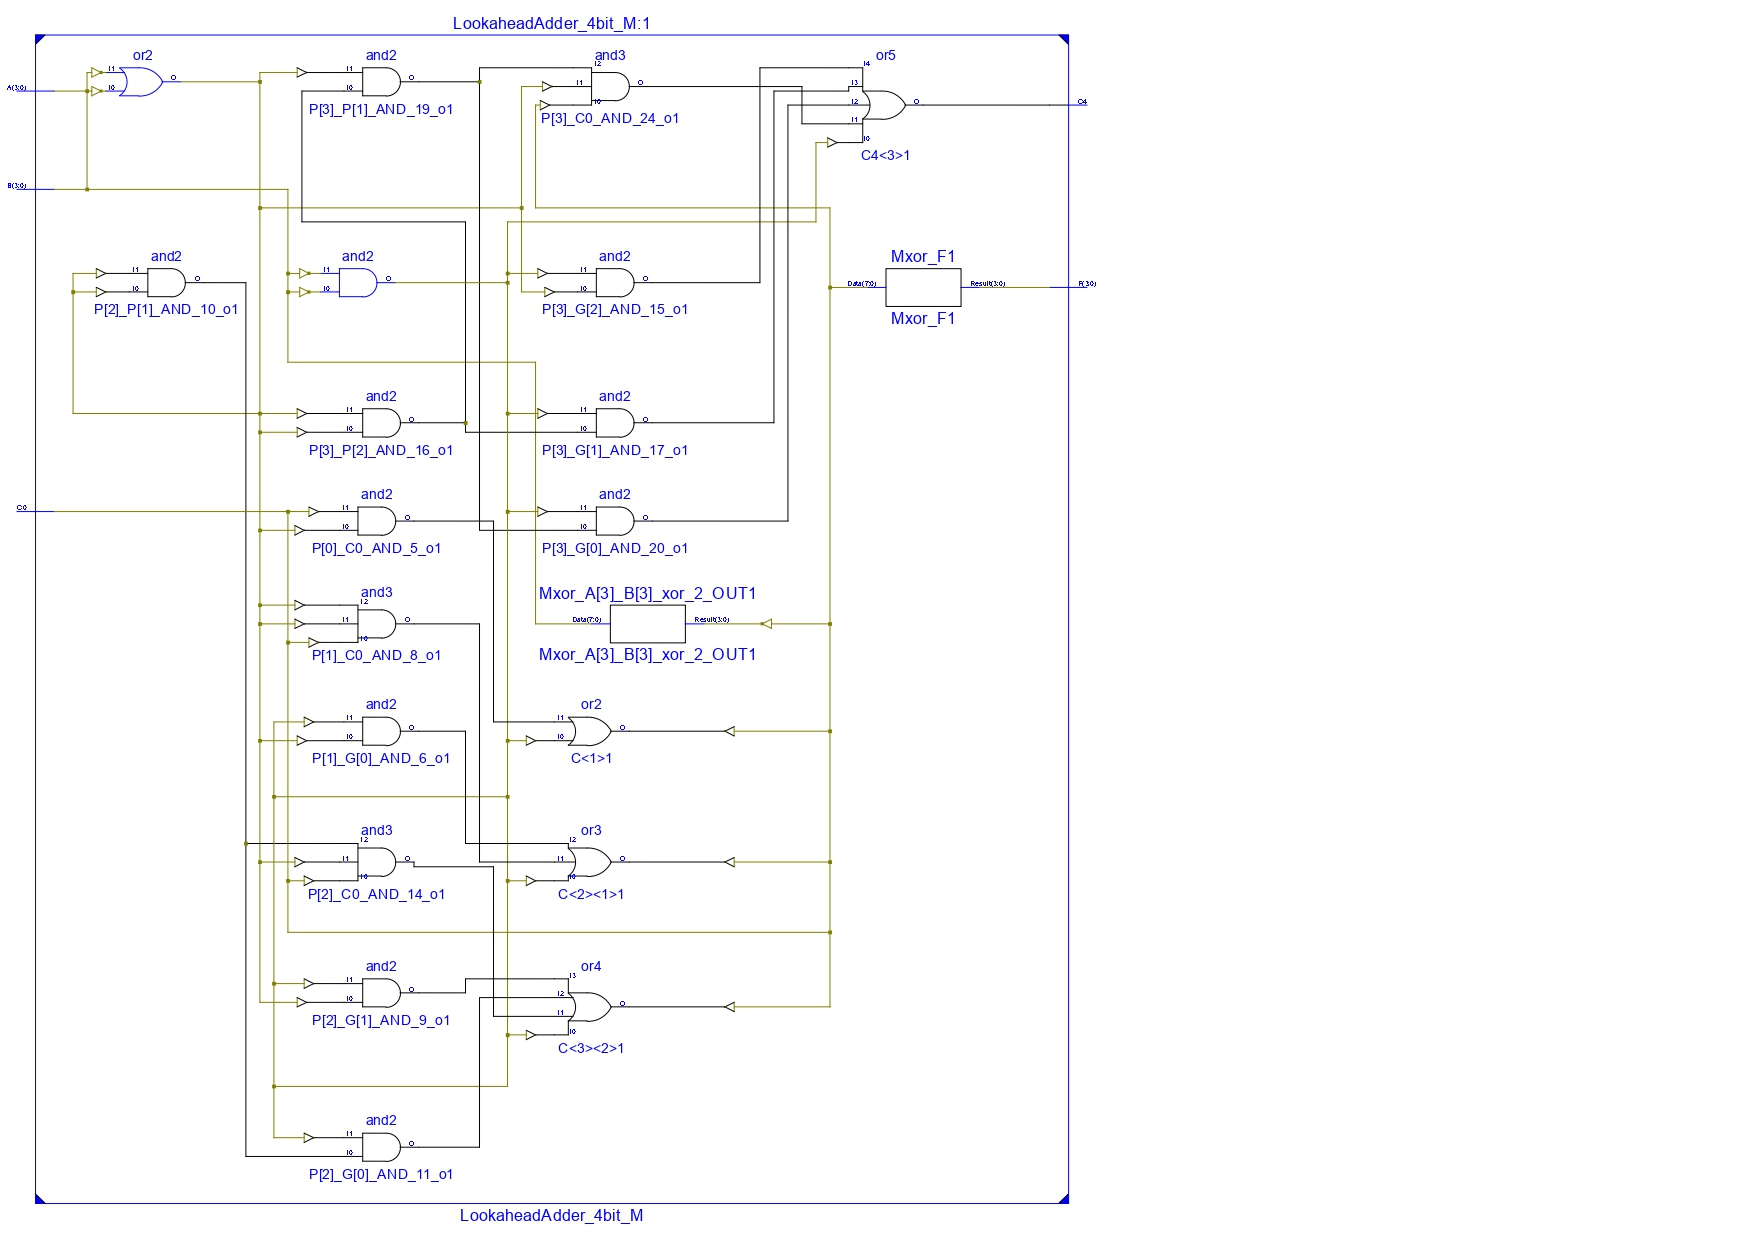 LookaheadAdder_4bit_M:1
or2
and2
and3
or5
I1
I0
O
I1
I0
O
I2
I1
I0
O
I4
I3
I2
I1
I0
O
A(3:0)
C4
P[3]_P[1]_AND_19_o1
P[3]_C0_AND_24_o1
C4<3>1
B(3:0)
and2
and2
and2
Mxor_F1
I1
I0
O
I1
I0
O
I1
I0
O
Data(7:0)
Result(3:0)
F(3:0)
P[2]_P[1]_AND_10_o1
P[3]_G[2]_AND_15_o1
Mxor_F1
and2
and2
I1
I0
O
I1
I0
O
P[3]_P[2]_AND_16_o1
P[3]_G[1]_AND_17_o1
and2
and2
C0
I1
I0
O
I1
I0
O
P[0]_C0_AND_5_o1
P[3]_G[0]_AND_20_o1
and3
Mxor_A[3]_B[3]_xor_2_OUT1
I2
I1
I0
O
Data(7:0)
Result(3:0)
P[1]_C0_AND_8_o1
Mxor_A[3]_B[3]_xor_2_OUT1
and2
or2
I1
I0
O
I1
I0
O
P[1]_G[0]_AND_6_o1
C<1>1
and3
or3
I2
I1
I0
O
I2
I1
I0
O
P[2]_C0_AND_14_o1
C<2><1>1
and2
or4
I1
I0
O
I3
I2
I1
I0
O
P[2]_G[1]_AND_9_o1
C<3><2>1
and2
I1
I0
O
P[2]_G[0]_AND_11_o1
LookaheadAdder_4bit_M